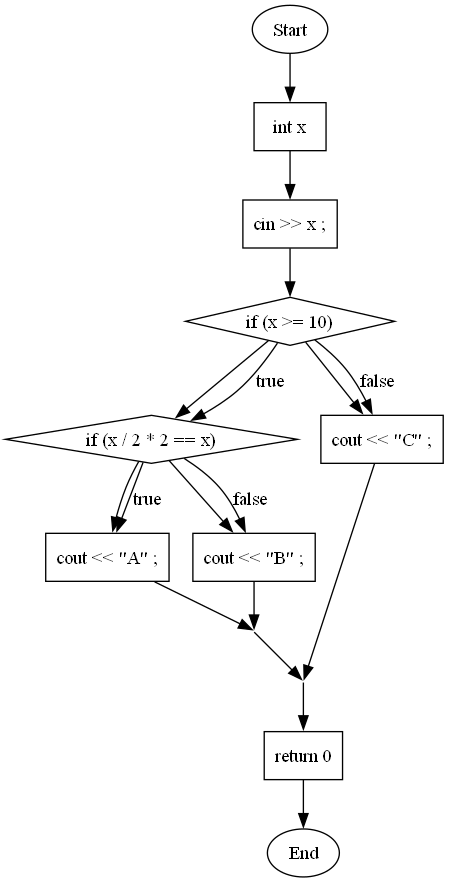 Start
int x
cin >> x ;
if (x >= 10)
true
false
if (x / 2 * 2 == x)
cout << "C" ;
true
false
cout << "A" ;
cout << "B" ;
return 0
End